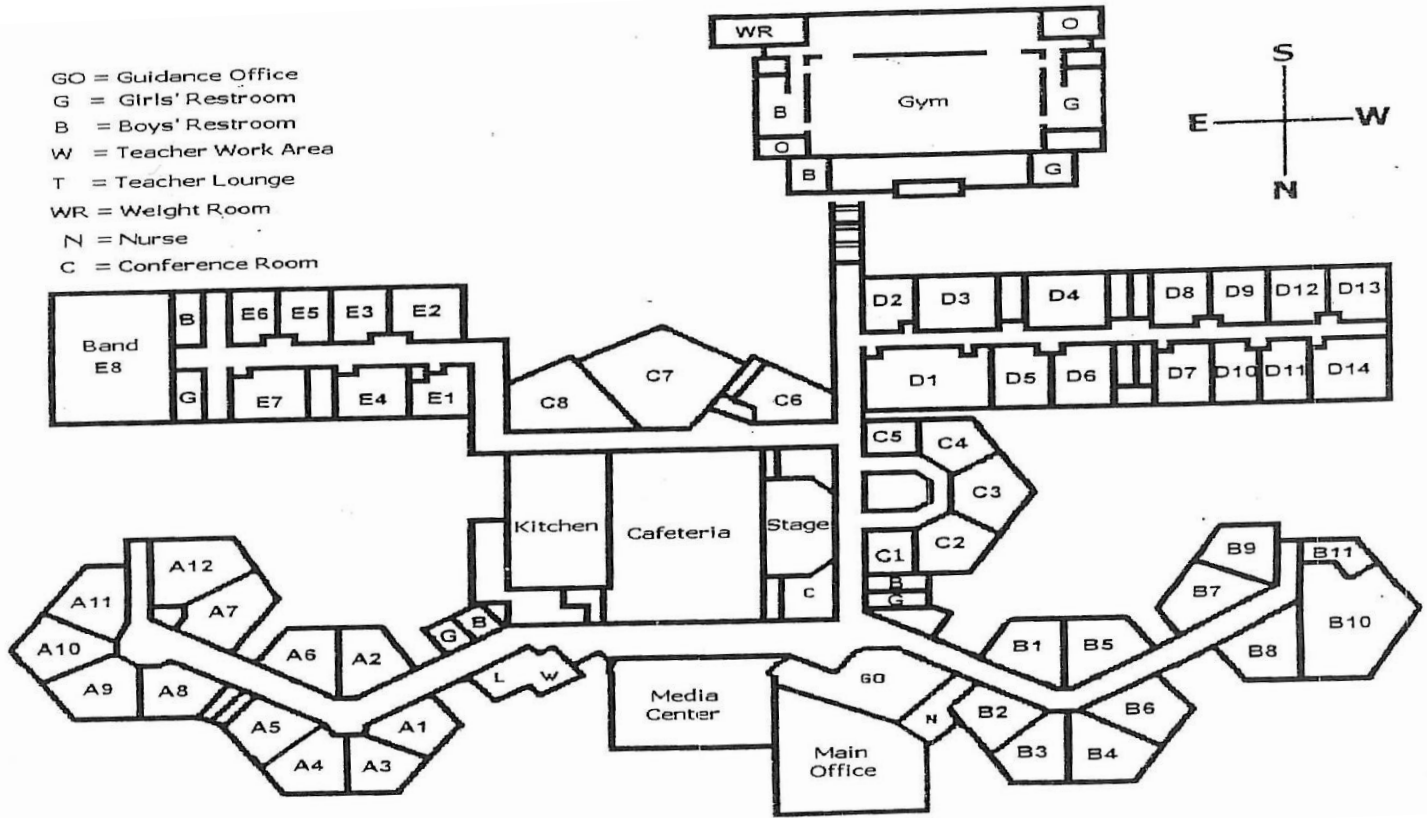 GO = Guidance Office
G = Girls' Restroom
B = Boys' Restroom
W = Teacher Work Area
T = Teacher Lounge
WR = Weight Room
N = Nurse
C = Conference Room
WR
O
Gym
B
G
O
B
G
S
E
W
N
Band
E8
B
G
E6
E5
E3
E2
E7
E4
E1
D2
D3
D4
D8
D9
D12
D13
D1
D5
D6
D7
D10
D11
D14
C8
C7
C6
C5
C4
C3
C2
C1
B
G
Kitchen
Cafeteria
Stage
C
A12
A11
A7
A10
A9
A8
A6
A2
G
B
A5
A4
A3
A1
L
W
Media
Center
GO
N
Main
Office
B9
B11
B7
B10
B1
B5
B8
B2
B6
B3
B4